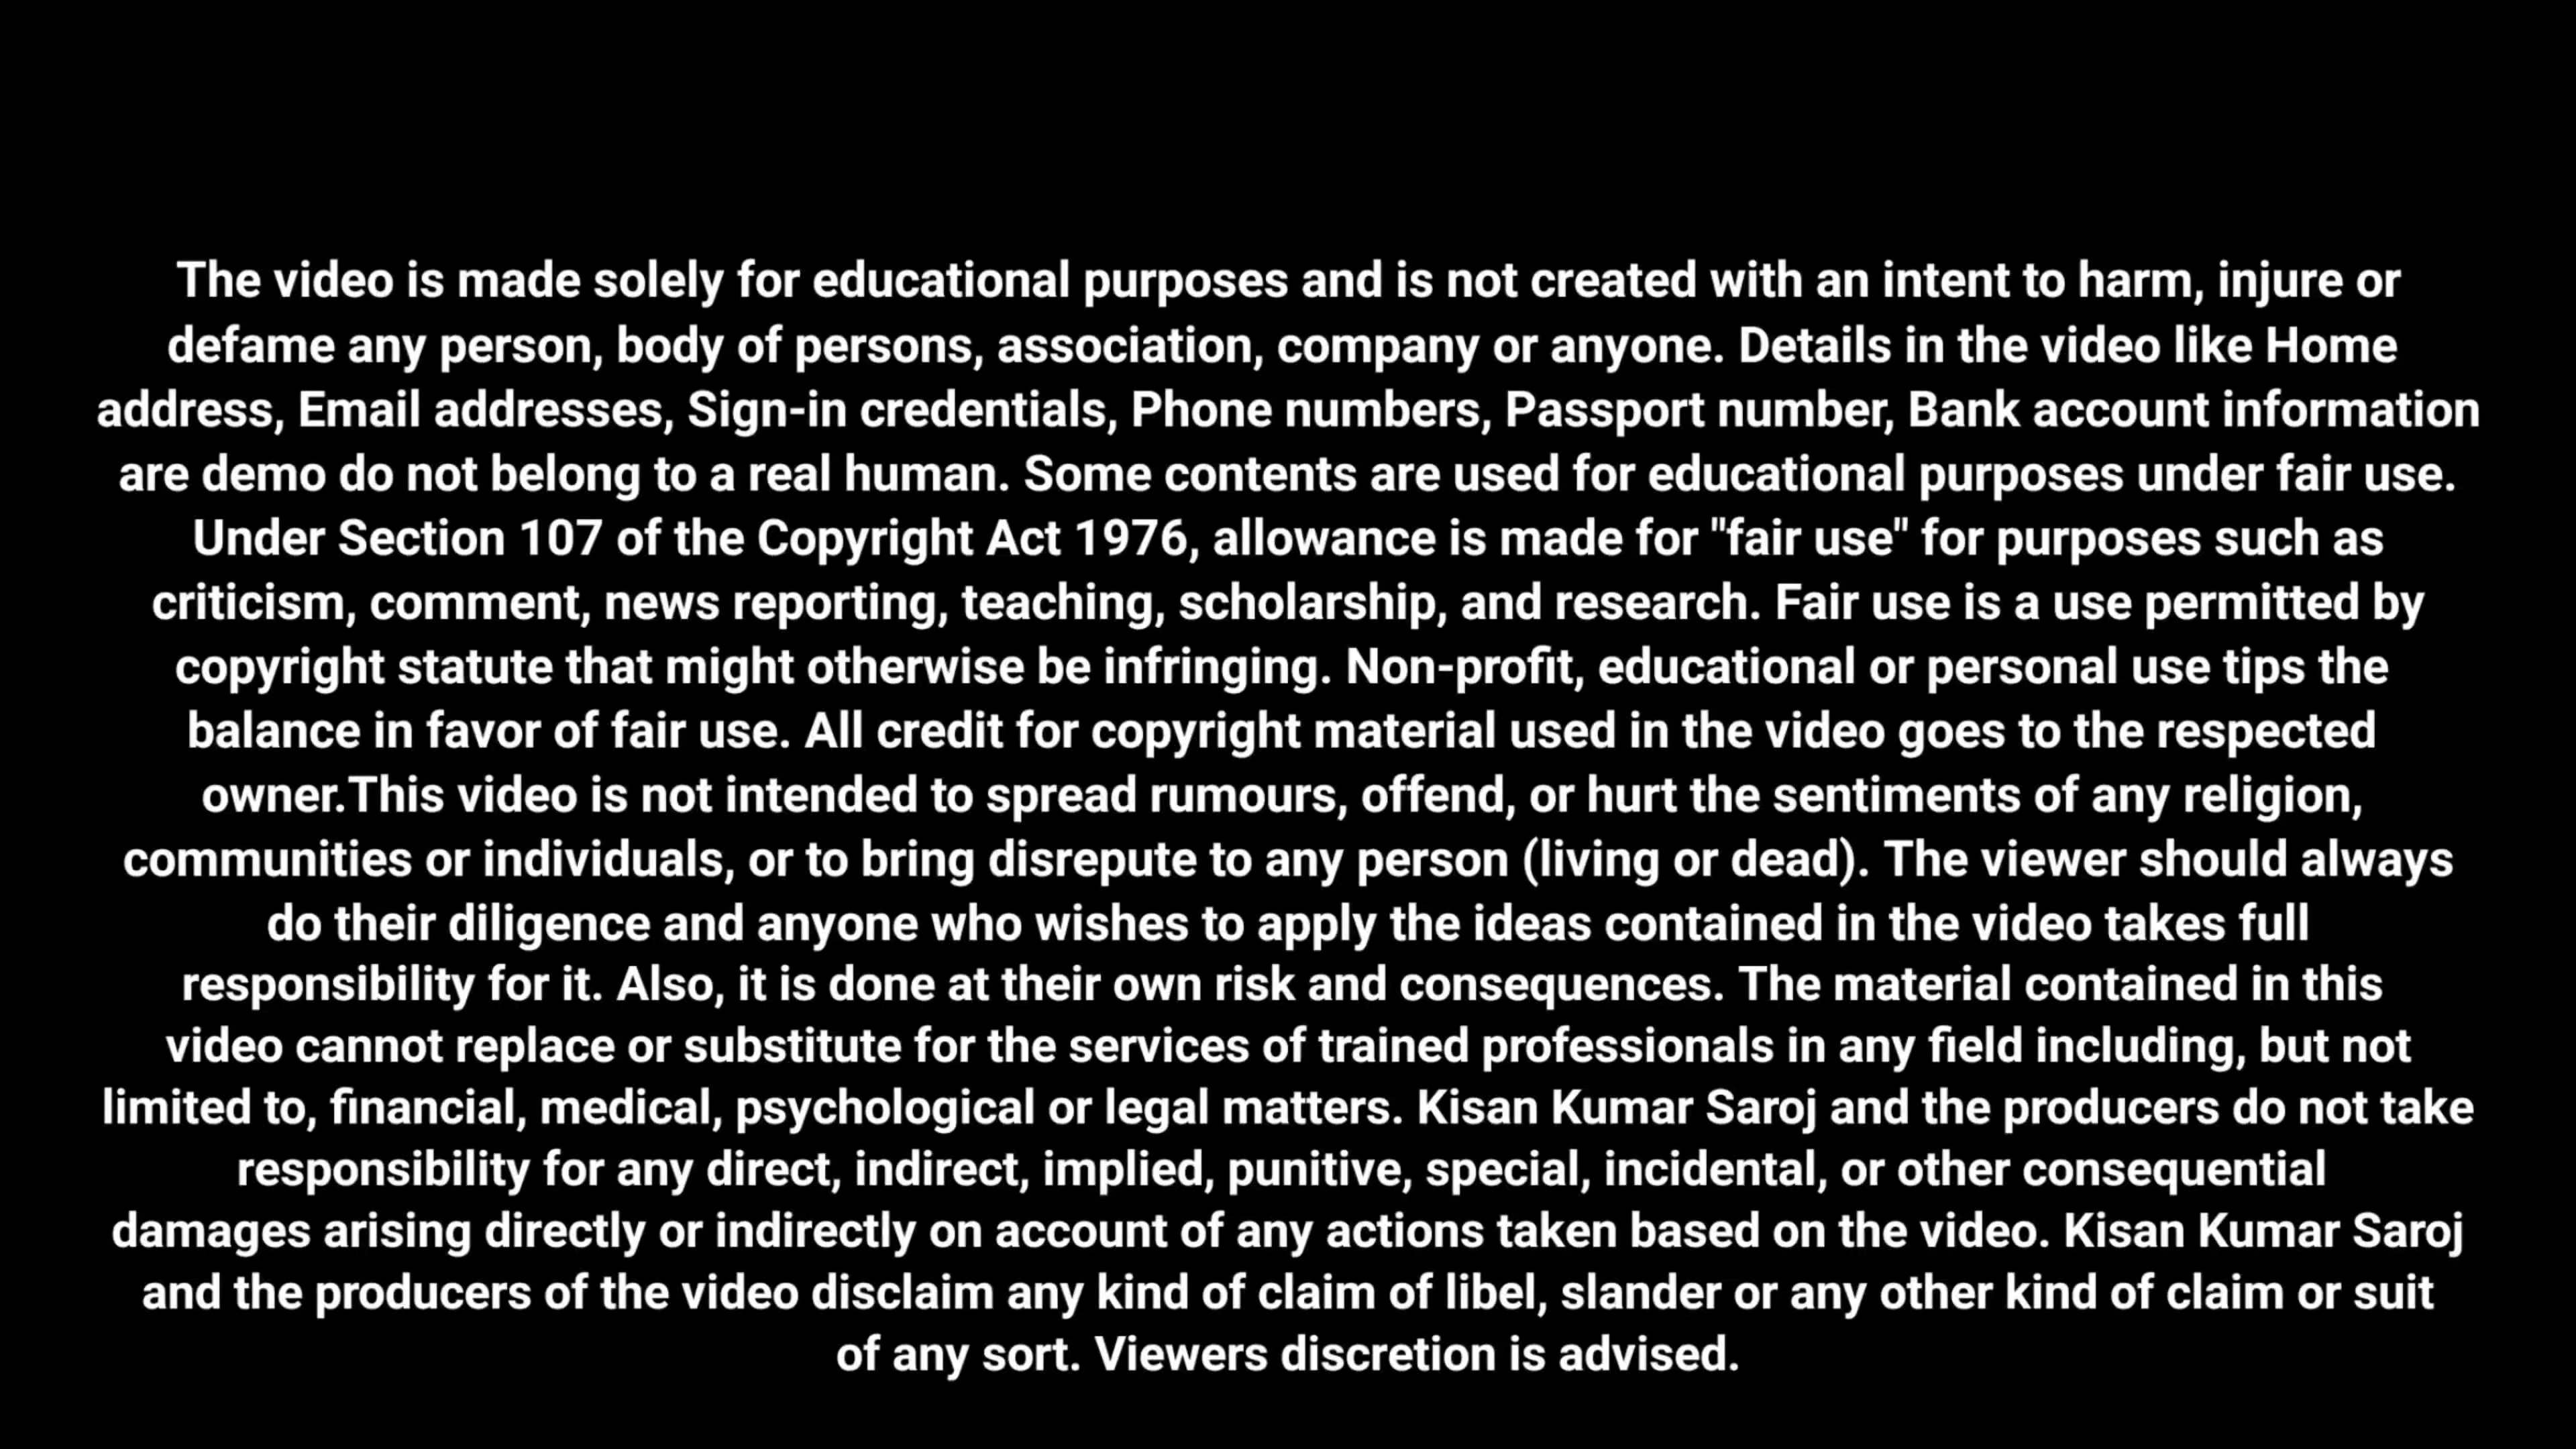 The video is made solely for educational purposes and is not created with an intent to harm, injure or
defame any person, body of persons, association, company or anyone. Details in the video like Home
address, Email addresses, Sign-in credentials, Phone numbers, Passport number, Bank account information
are demo do not belong to a real human. Some contents are used for educational purposes under fair use.
Under Section 107 of the Copyright Act 1976, allowance is made for "fair use" for purposes such as
criticism, comment, news reporting, teaching, scholarship, and research. Fair use is a use permitted by
copyright statute that might otherwise be infringing. Non-profit, educational or personal use tips the
balance in favor of fair use. All credit for copyright material used in the video goes to the respected
owner.This video is not intended to spread rumours, offend, or hurt the sentiments of any religion,
communities or individuals, or to bring disrepute to any person (living or dead). The viewer should always
do their diligence and anyone who wishes to apply the ideas contained in the video takes full
responsibility for it. Also, it is done at their own risk and consequences. The material contained in this
video cannot replace or substitute for the services of trained professionals in any field including, but not
limited to, financial, medical, psychological or legal matters. Kisan Kumar Saroj and the producers do not take
responsibility for any direct, indirect, implied, punitive, special, incidental, or other consequential
damages arising directly or indirectly on account of any actions taken based on the video. Kisan Kumar Saroj
and the producers of the video disclaim any kind of claim of libel, slander or any other kind of claim or suit
of any sort. Viewers discretion is advised.